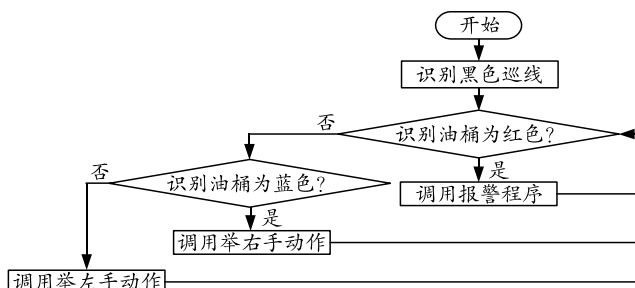 开始
识别黑色巡线
否
识别油桶为红色?
否
是
识别油桶为蓝色?
调用报警程序
是
调用举右手动作
调用举左手动作